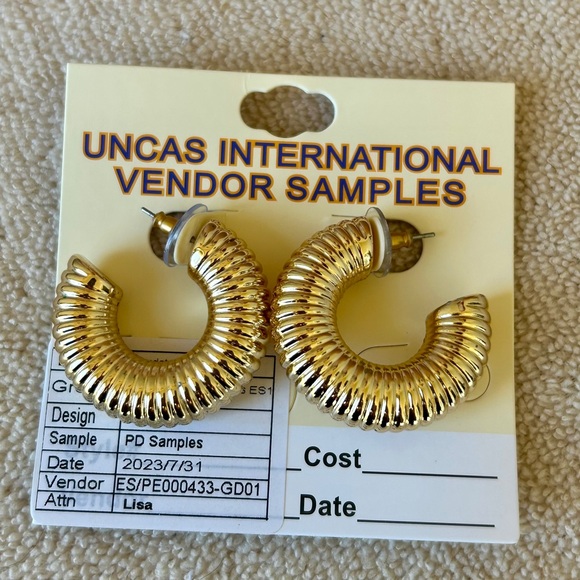 UNCAS INTERNATIONAL
VENDOR SAMPLES
ES1
Design
Sample PD Samples
Date 2023/7/31
Vendor ES/PE000433-GD01
Attn Lisa
Cost
Date